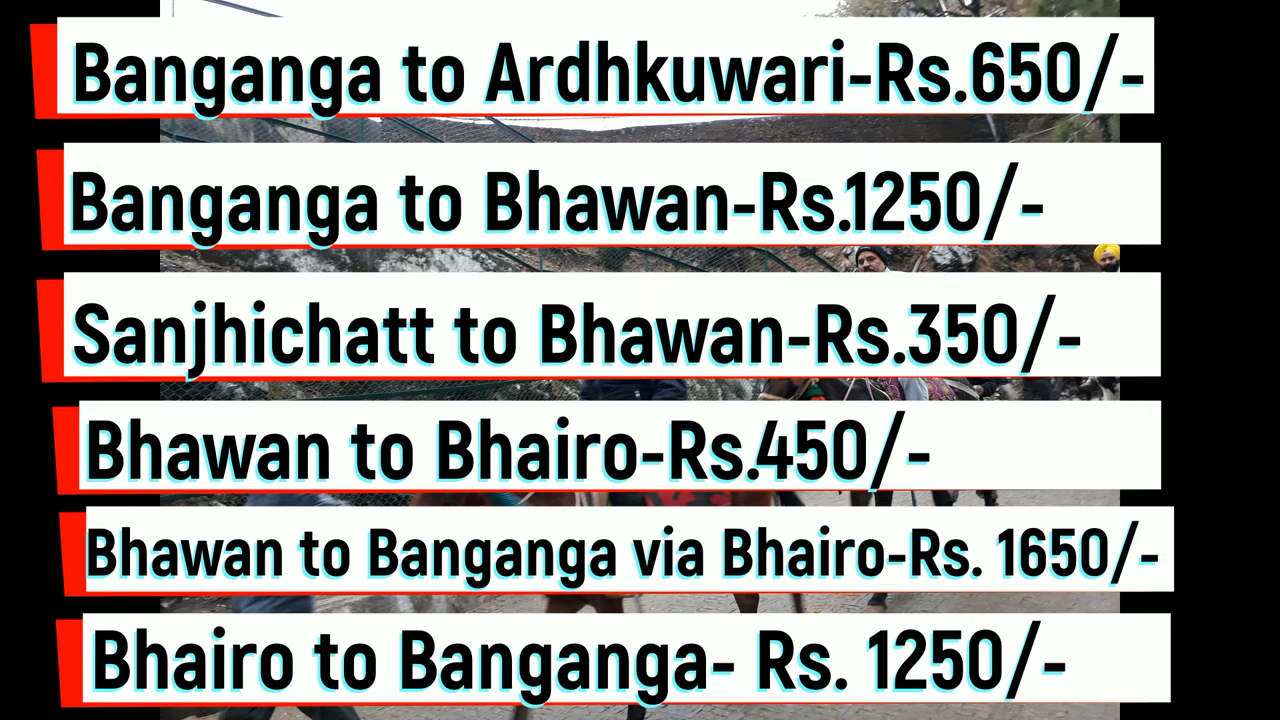 Banganga to Ardhkuwari-Rs.650/-
Banganga to Bhawan-Rs.1250/-
Sanjhichatt to Bhawan-Rs.350/-
Bhawan to Bhairo-Rs.450/-
Bhawan to Banganga via Bhairo-Rs. 1650/-
Bhairo to Banganga- Rs. 1250/-